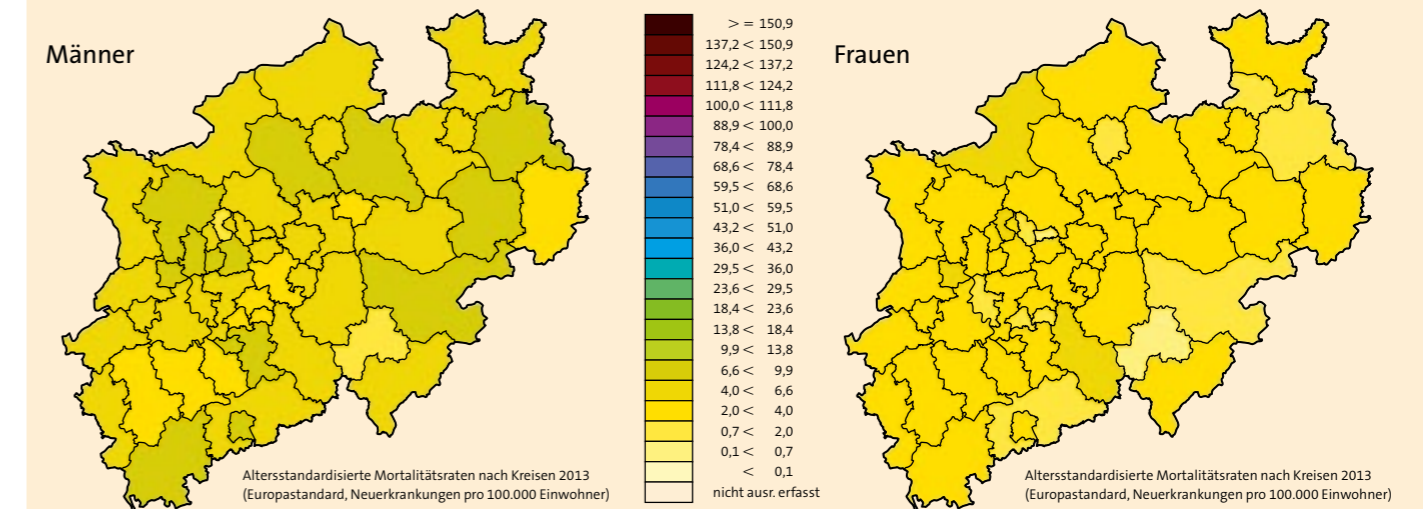 Männer
> = 150,9
137,2 < 150,9
124,2 < 137,2
111,8 < 124,2
100,0 < 111,8
88,9 < 100,0
78,4 < 88,9
68,6 < 78,4
59,5 < 68,6
51,0 < 59,5
43,2 < 51,0
36,0 < 43,2
29,5 < 36,0
23,6 < 29,5
18,4 < 23,6
13,8 < 18,4
9,9 < 13,8
6,6 < 9,9
4,0 < 6,6
2,0 < 4,0
0,7 < 2,0
0,1 < 0,7
< 0,1
nicht ausr. erfasst
Altersstandardisierte Mortalitätsraten nach Kreisen 2013
(Europastandard, Neuerkrankungen pro 100.000 Einwohner)
Frauen
Altersstandardisierte Mortalitätsraten nach Kreisen 2013
(Europastandard, Neuerkrankungen pro 100.000 Einwohner)